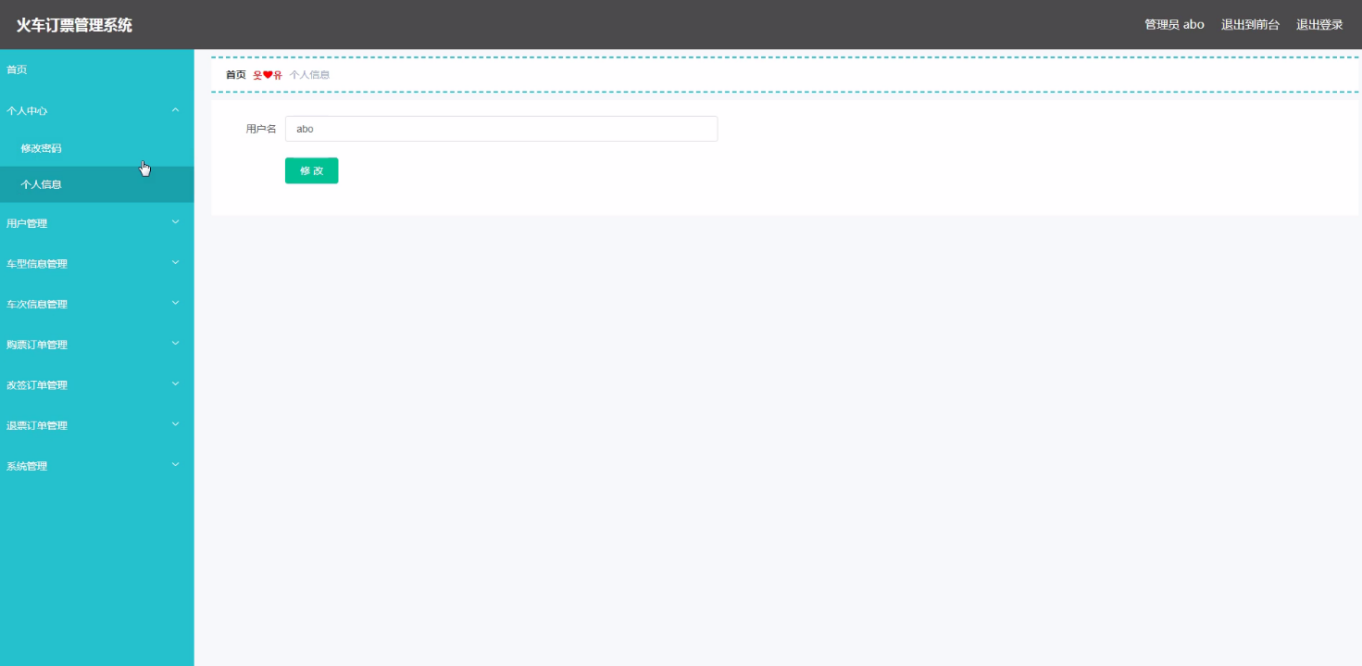 火车订票管理系统
管理员 abo 退出到前台 退出登录
首页
个人中心
修改密码
个人信息
用户管理
车型信息管理
车次信息管理
购票订单管理
改签订单管理
退票订单管理
系统管理
首页 웃❤유 个人信息
用户名 abo
修 改